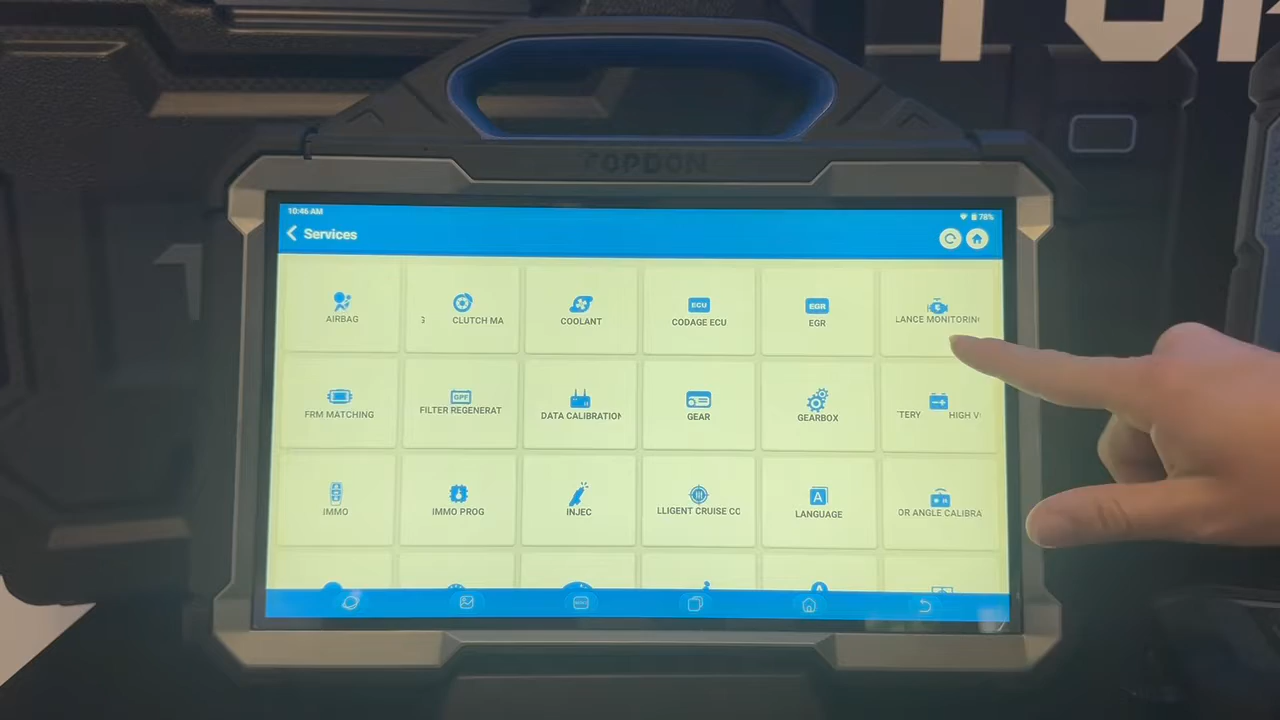 TOPDON
10:46 AM
78%
Services
AIRBAG
CLUTCH MA
COOLANT
ECU
CODAGE ECU
EGR
EGR
LANCE MONITORING
FRM MATCHING
DPF
FILTER REGENERAT
DATA CALIBRATION
GEAR
GEARBOX
TERY HIGH V
IMMO
IMMO PROG
INJEC
LLIGENT CRUISE CO
A
LANGUAGE
OR ANGLE CALIBRA